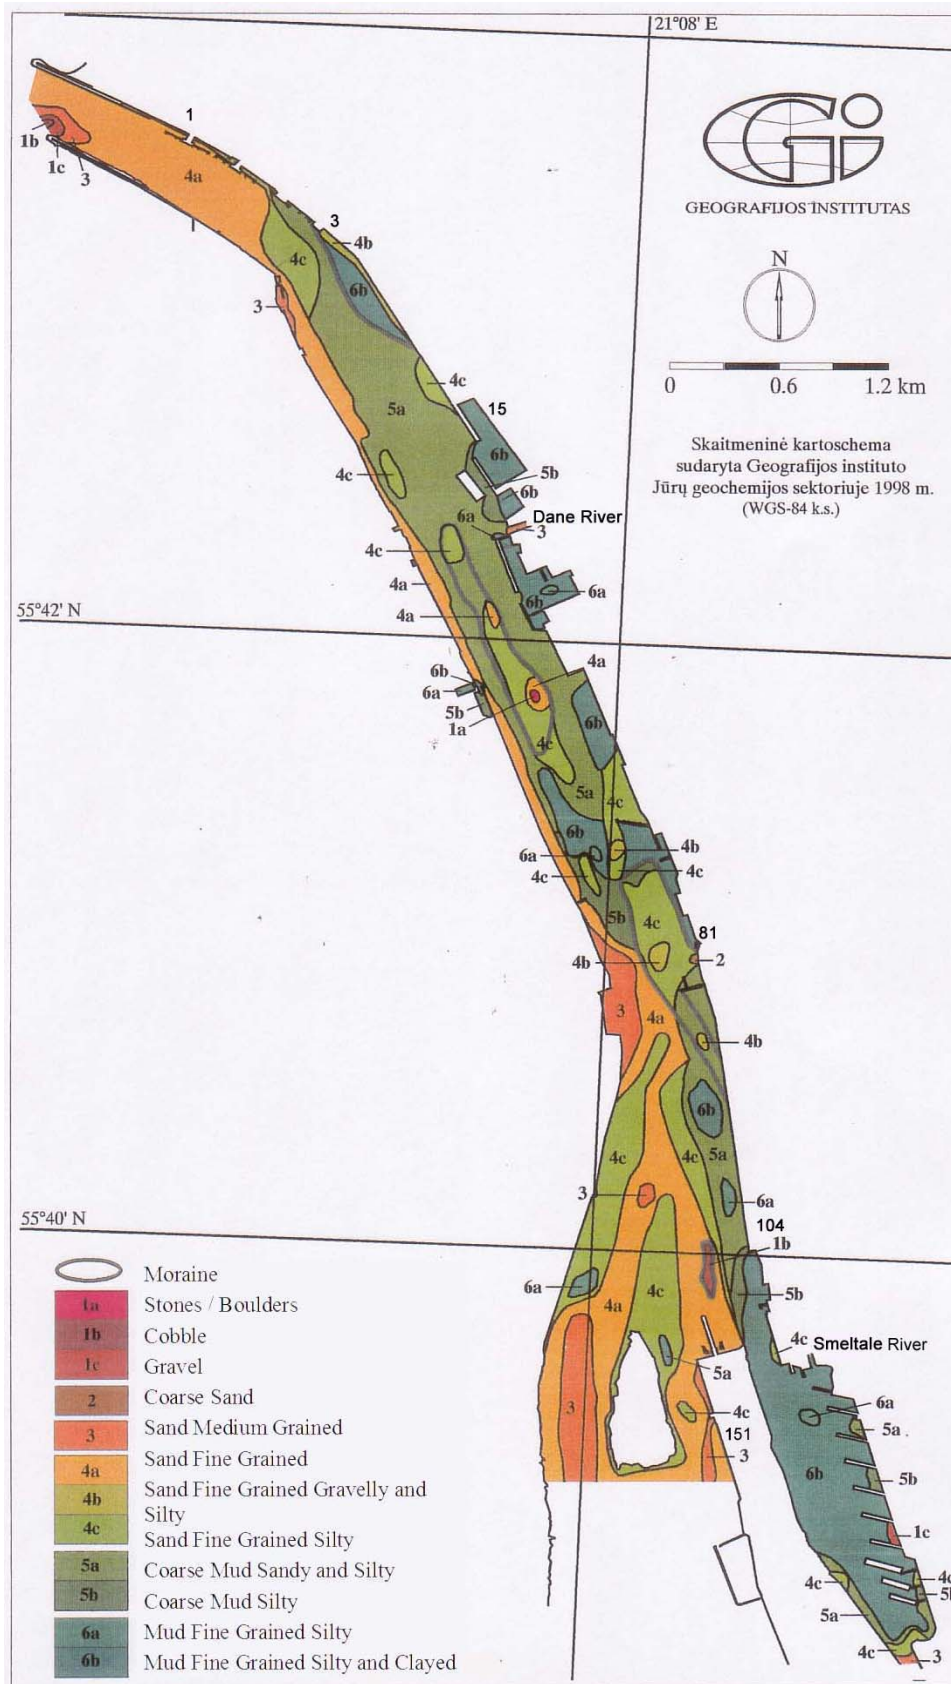 21°08' E
1
1b
1c
3
4a
GEOGRAFIJOS INSTITUTAS
3
4b
4c
6b
3
N
0 0.6 1.2 km
4c
5a
15
6b
4c
5b
6b
Skaitmeninė kartoschema
sudaryta Geografijos instituto
Jūrų geochemijos sektoriuje 1998 m.
(WGS-84 k.s.)
6a
Dane River
3
4c
4a
6a
6b
4a
55°42' N
4a
6b
6a
5b
1a
6b
4c
5a
4c
6b
4b
6a
4c
4c
4c
5b
81
4b
2
3
4a
4b
6b
4c
4c
5a
3
6a
55°40' N
104
1b
6a
4a
4c
5b
4c
Smeltale River
5a
3
4c
6a
5a
151
3
6b
5b
1c
4c
4c
5b
5a
4c
3
Moraine
1a Stones / Boulders
1b Cobble
1c Gravel
2 Coarse Sand
3 Sand Medium Grained
4a Sand Fine Grained
4b Sand Fine Grained Gravelly and
Silty
4c Sand Fine Grained Silty
5a Coarse Mud Sandy and Silty
5b Coarse Mud Silty
6a Mud Fine Grained Silty
6b Mud Fine Grained Silty and Clayed